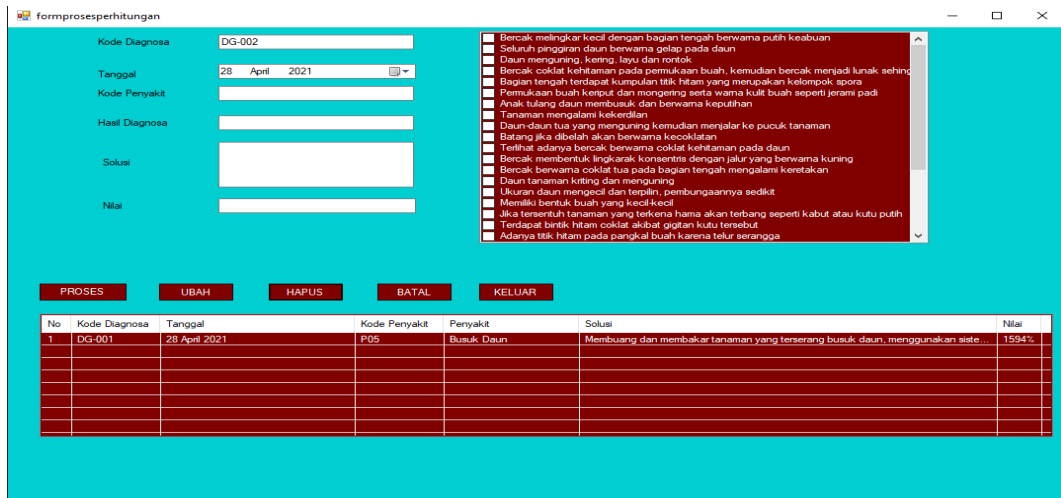 formprosesperhitungan
Kode Diagnosa DG-002
Tanggal 28 April 2021
Kode Penyakit
Hasil Diagnosa
Solusi
Nilai
Bercak melingkar kecil dengan bagian tengah berwarna putih keabuan
Seluruh pinggiran daun berwarna gelap pada daun
Daun menguning, kering, layu dan rontok
Bercak coklat kehitaman pada permukaan buah, kemudian bercak menjadi lunak sehing
Bagian tengah terdapat kumpulan titik hitam yang merupakan kelompok spora
Permukaan buah keriput dan mongering serta warna kulit buah seperti jerami padi
Anak tulang daun membusuk dan berwarna keputihan
Tanaman mengalami kekerdilan
Daun-daun tua yang menguning kemudian menjalar ke pucuk tanaman
Batang jika dibelah akan berwarna kecoklatan
Terlihat adanya bercak berwarna coklat kehitaman pada daun
Bercak membentuk lingkarak konsentris dengan jalur yang berwarna kuning
Bercak berwarna coklat tua pada bagian tengah mengalami keretakan
Daun tanaman kriting dan menguning
Ukuran daun mengecil dan terpilin, pembungaannya sedikit
Memiliki bentuk buah yang kecil-kecil
Jika tersentuh tanaman yang terkena hama akan terbang seperti kabut atau kutu putih
Terdapat bintik hitam coklat akibat gigitan kutu tersebut
Adanya titik hitam pada pangkal buah karena telur serangga
PROSES UBAH HAPUS BATAL KELUAR
No Kode Diagnosa Tanggal Kode Penyakit Penyakit Solusi Nilai
1 DG-001 28 April 2021 P05 Busuk Daun Membuang dan membakar tanaman yang terserang busuk daun, menggunakan siste... 1594%